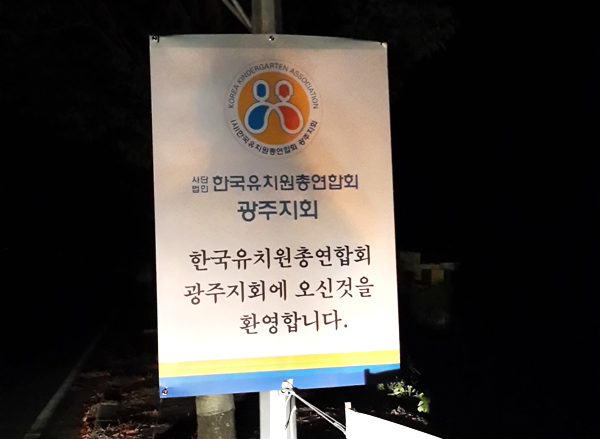 KOREA KINDERGARTEN ASSOCIATION
(사)한국유치원총연합회 광주지회
사단
법인 한국유치원총연합회
광주지회
한국유치원총연합회
광주지회에 오신것을
환영합니다.